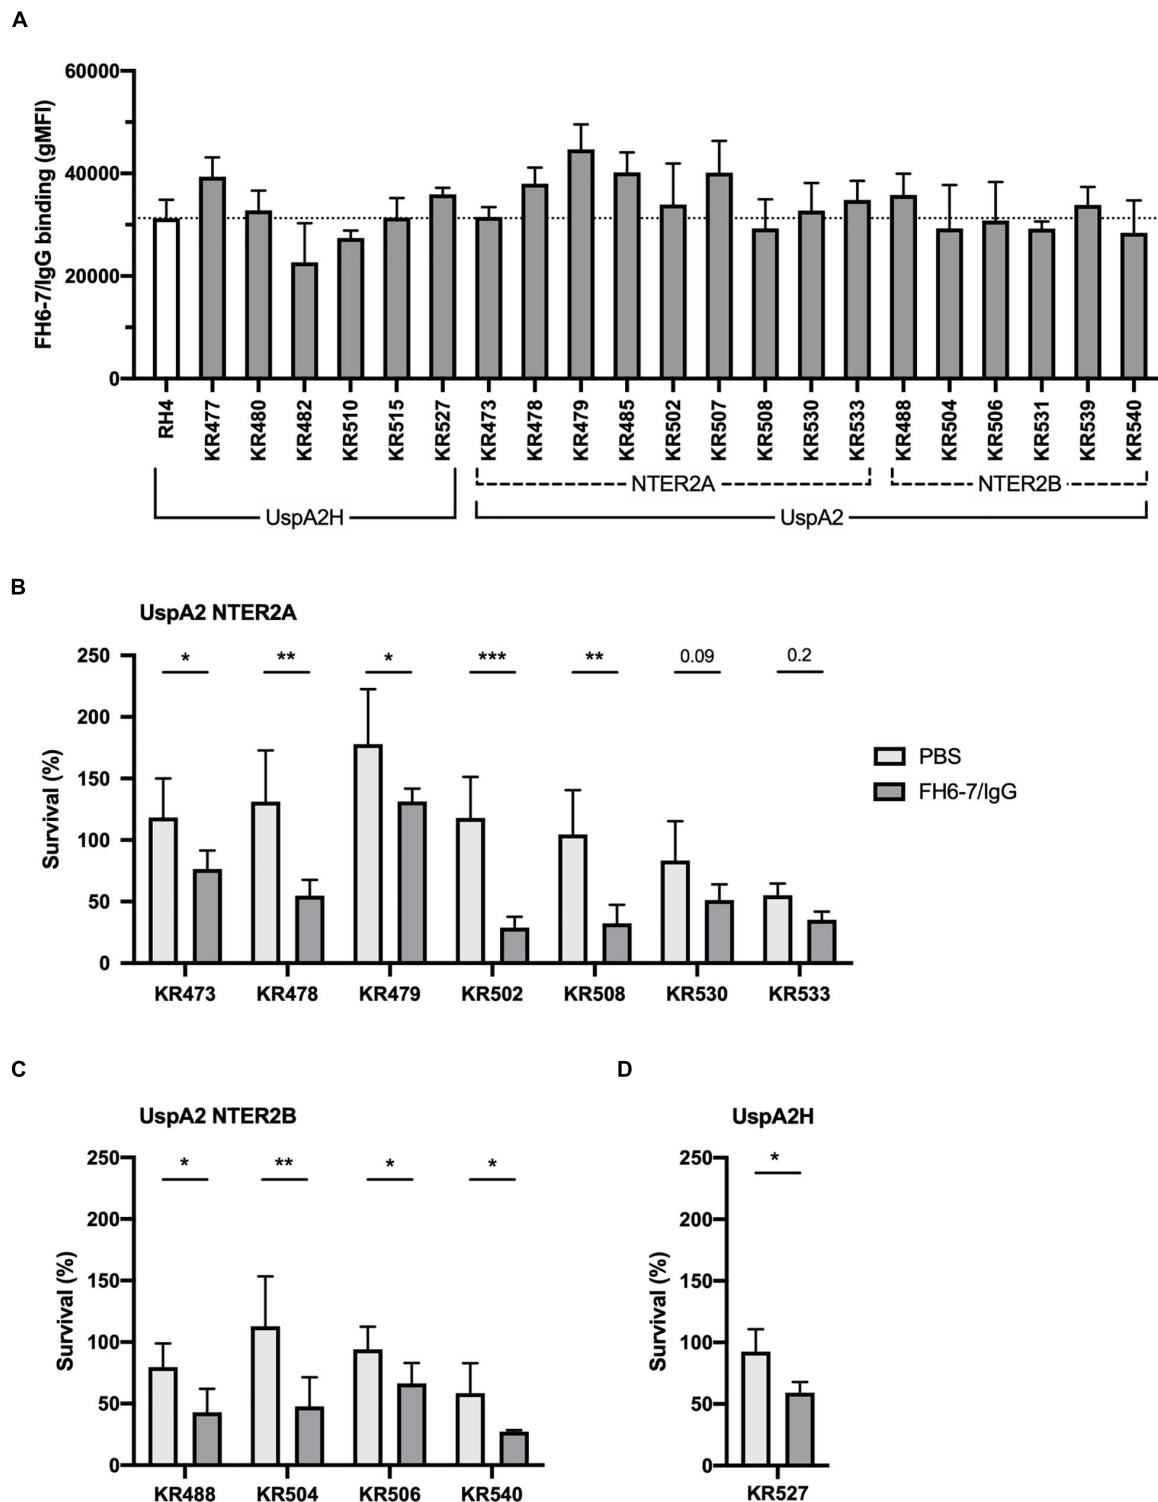 A
FH6-7/IgG binding (gMFI)
60000
40000
20000
0
RH4 KR477 KR480 KR482 KR510 KR515 KR527 KR473 KR478 KR479 KR485 KR502 KR507 KR508 KR530 KR533 KR488 KR504 KR506 KR531 KR539 KR540
NTER2A NTER2B
UspA2H UspA2
B
UspA2 NTER2A
Survival (%)
250
200
150
100
50
0
* ** * *** ** 0.09 0.2
KR473 KR478 KR479 KR502 KR508 KR530 KR533
PBS
FH6-7/IgG
C
UspA2 NTER2B
Survival (%)
250
200
150
100
50
0
* ** * *
KR488 KR504 KR506 KR540
D
UspA2H
Survival (%)
250
200
150
100
50
0
*
KR527